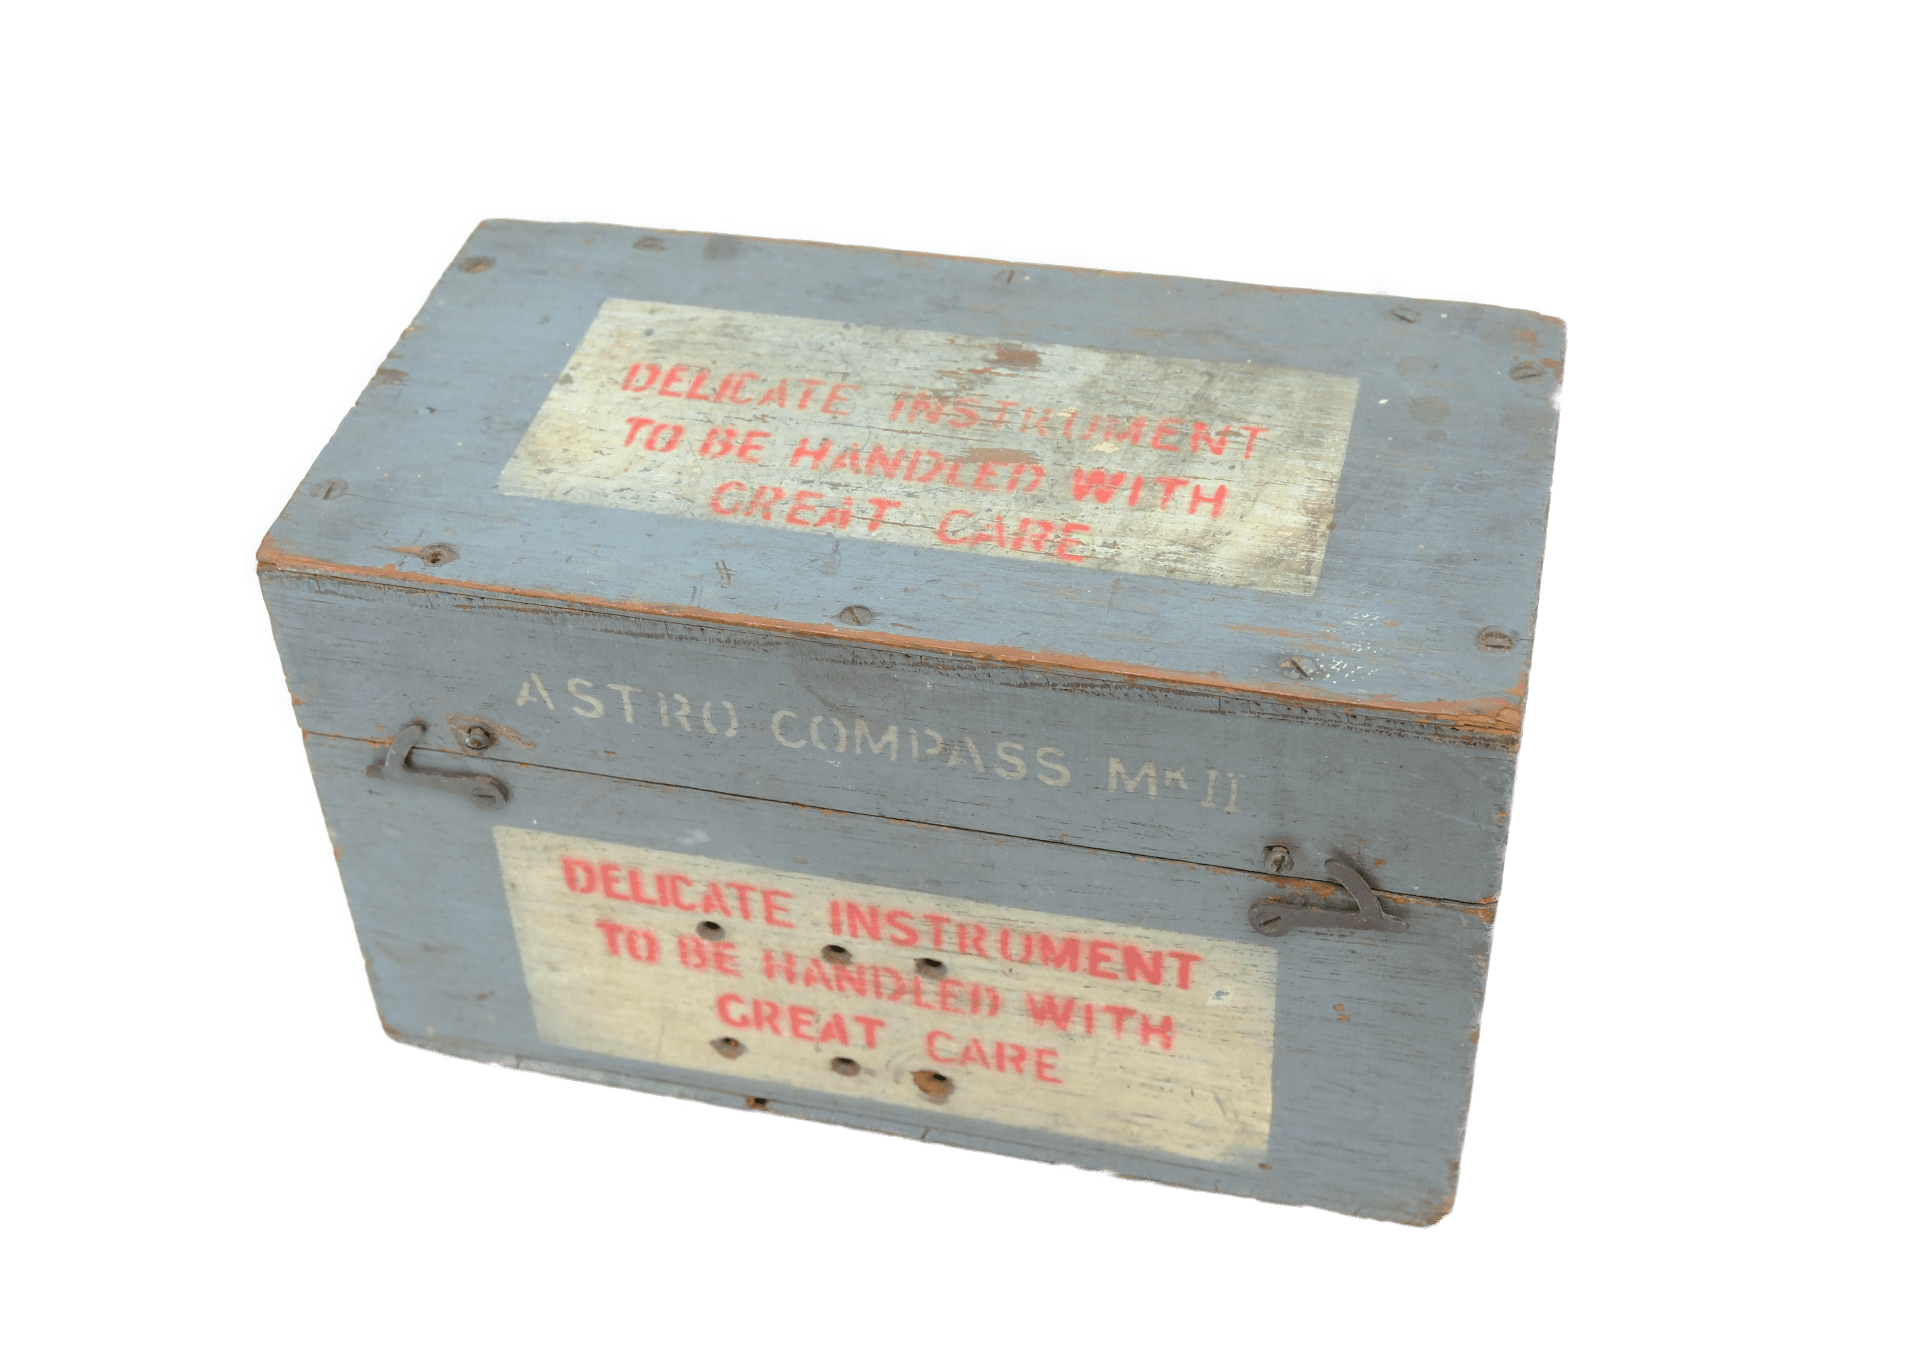 DELICATE INSTRUMENT
TO BE HANDLED WITH
GREAT CARE
ASTRO COMPASS MK II
DELICATE INSTRUMENT
TO BE HANDLED WITH
GREAT CARE